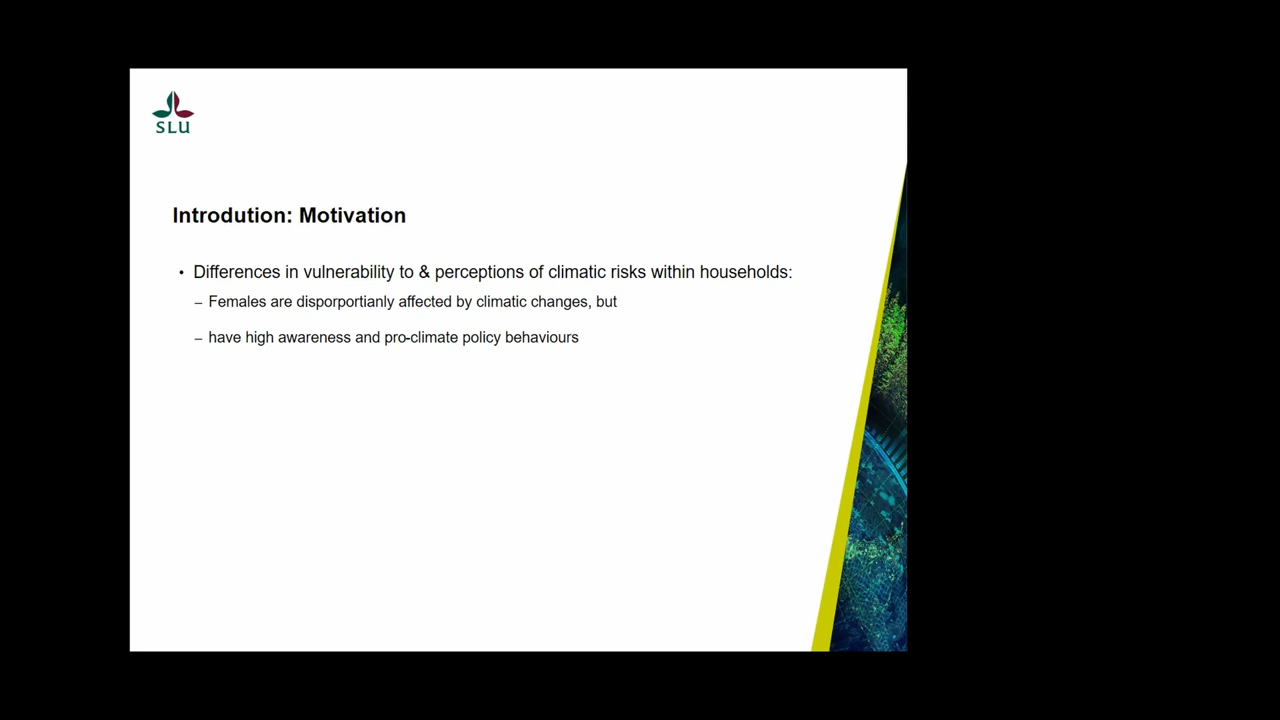 SLU
Introdution: Motivation
• Differences in vulnerability to & perceptions of climatic risks within households:
– Females are disporportianly affected by climatic changes, but
– have high awareness and pro-climate policy behaviours